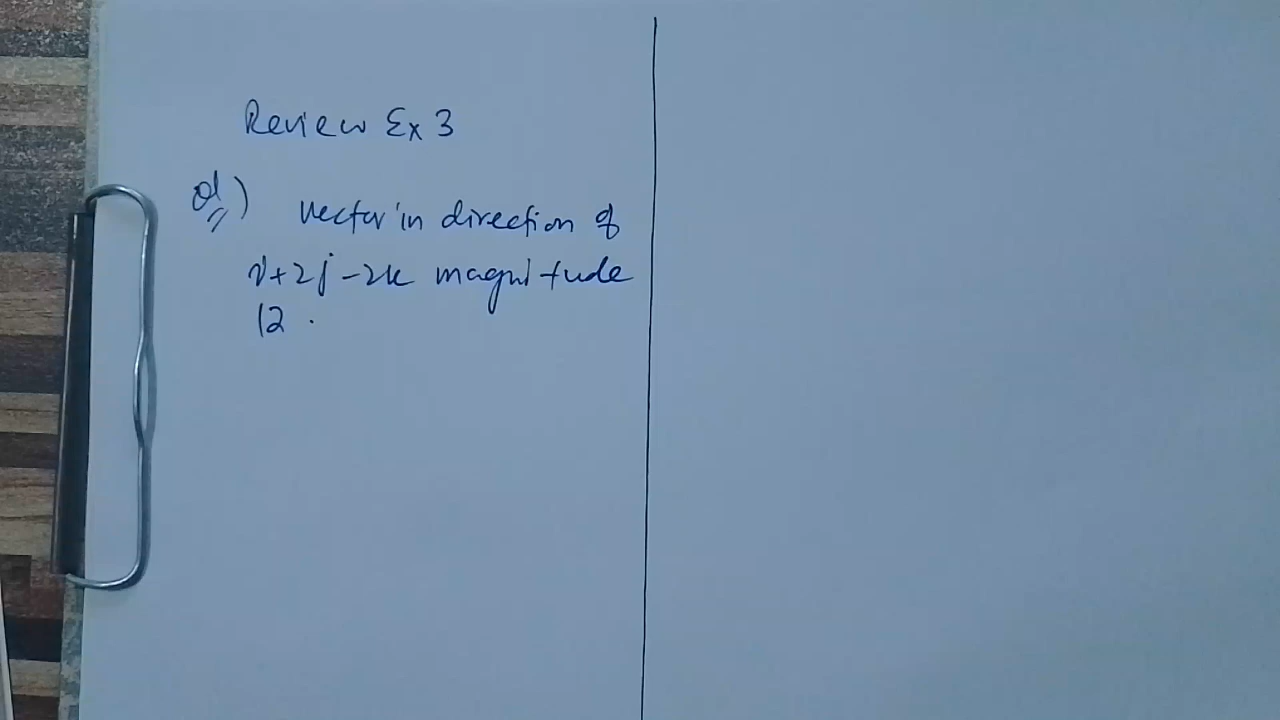 Review Ex 3
Q1)
vector in direction of
i+2j-2k magnitude
12.